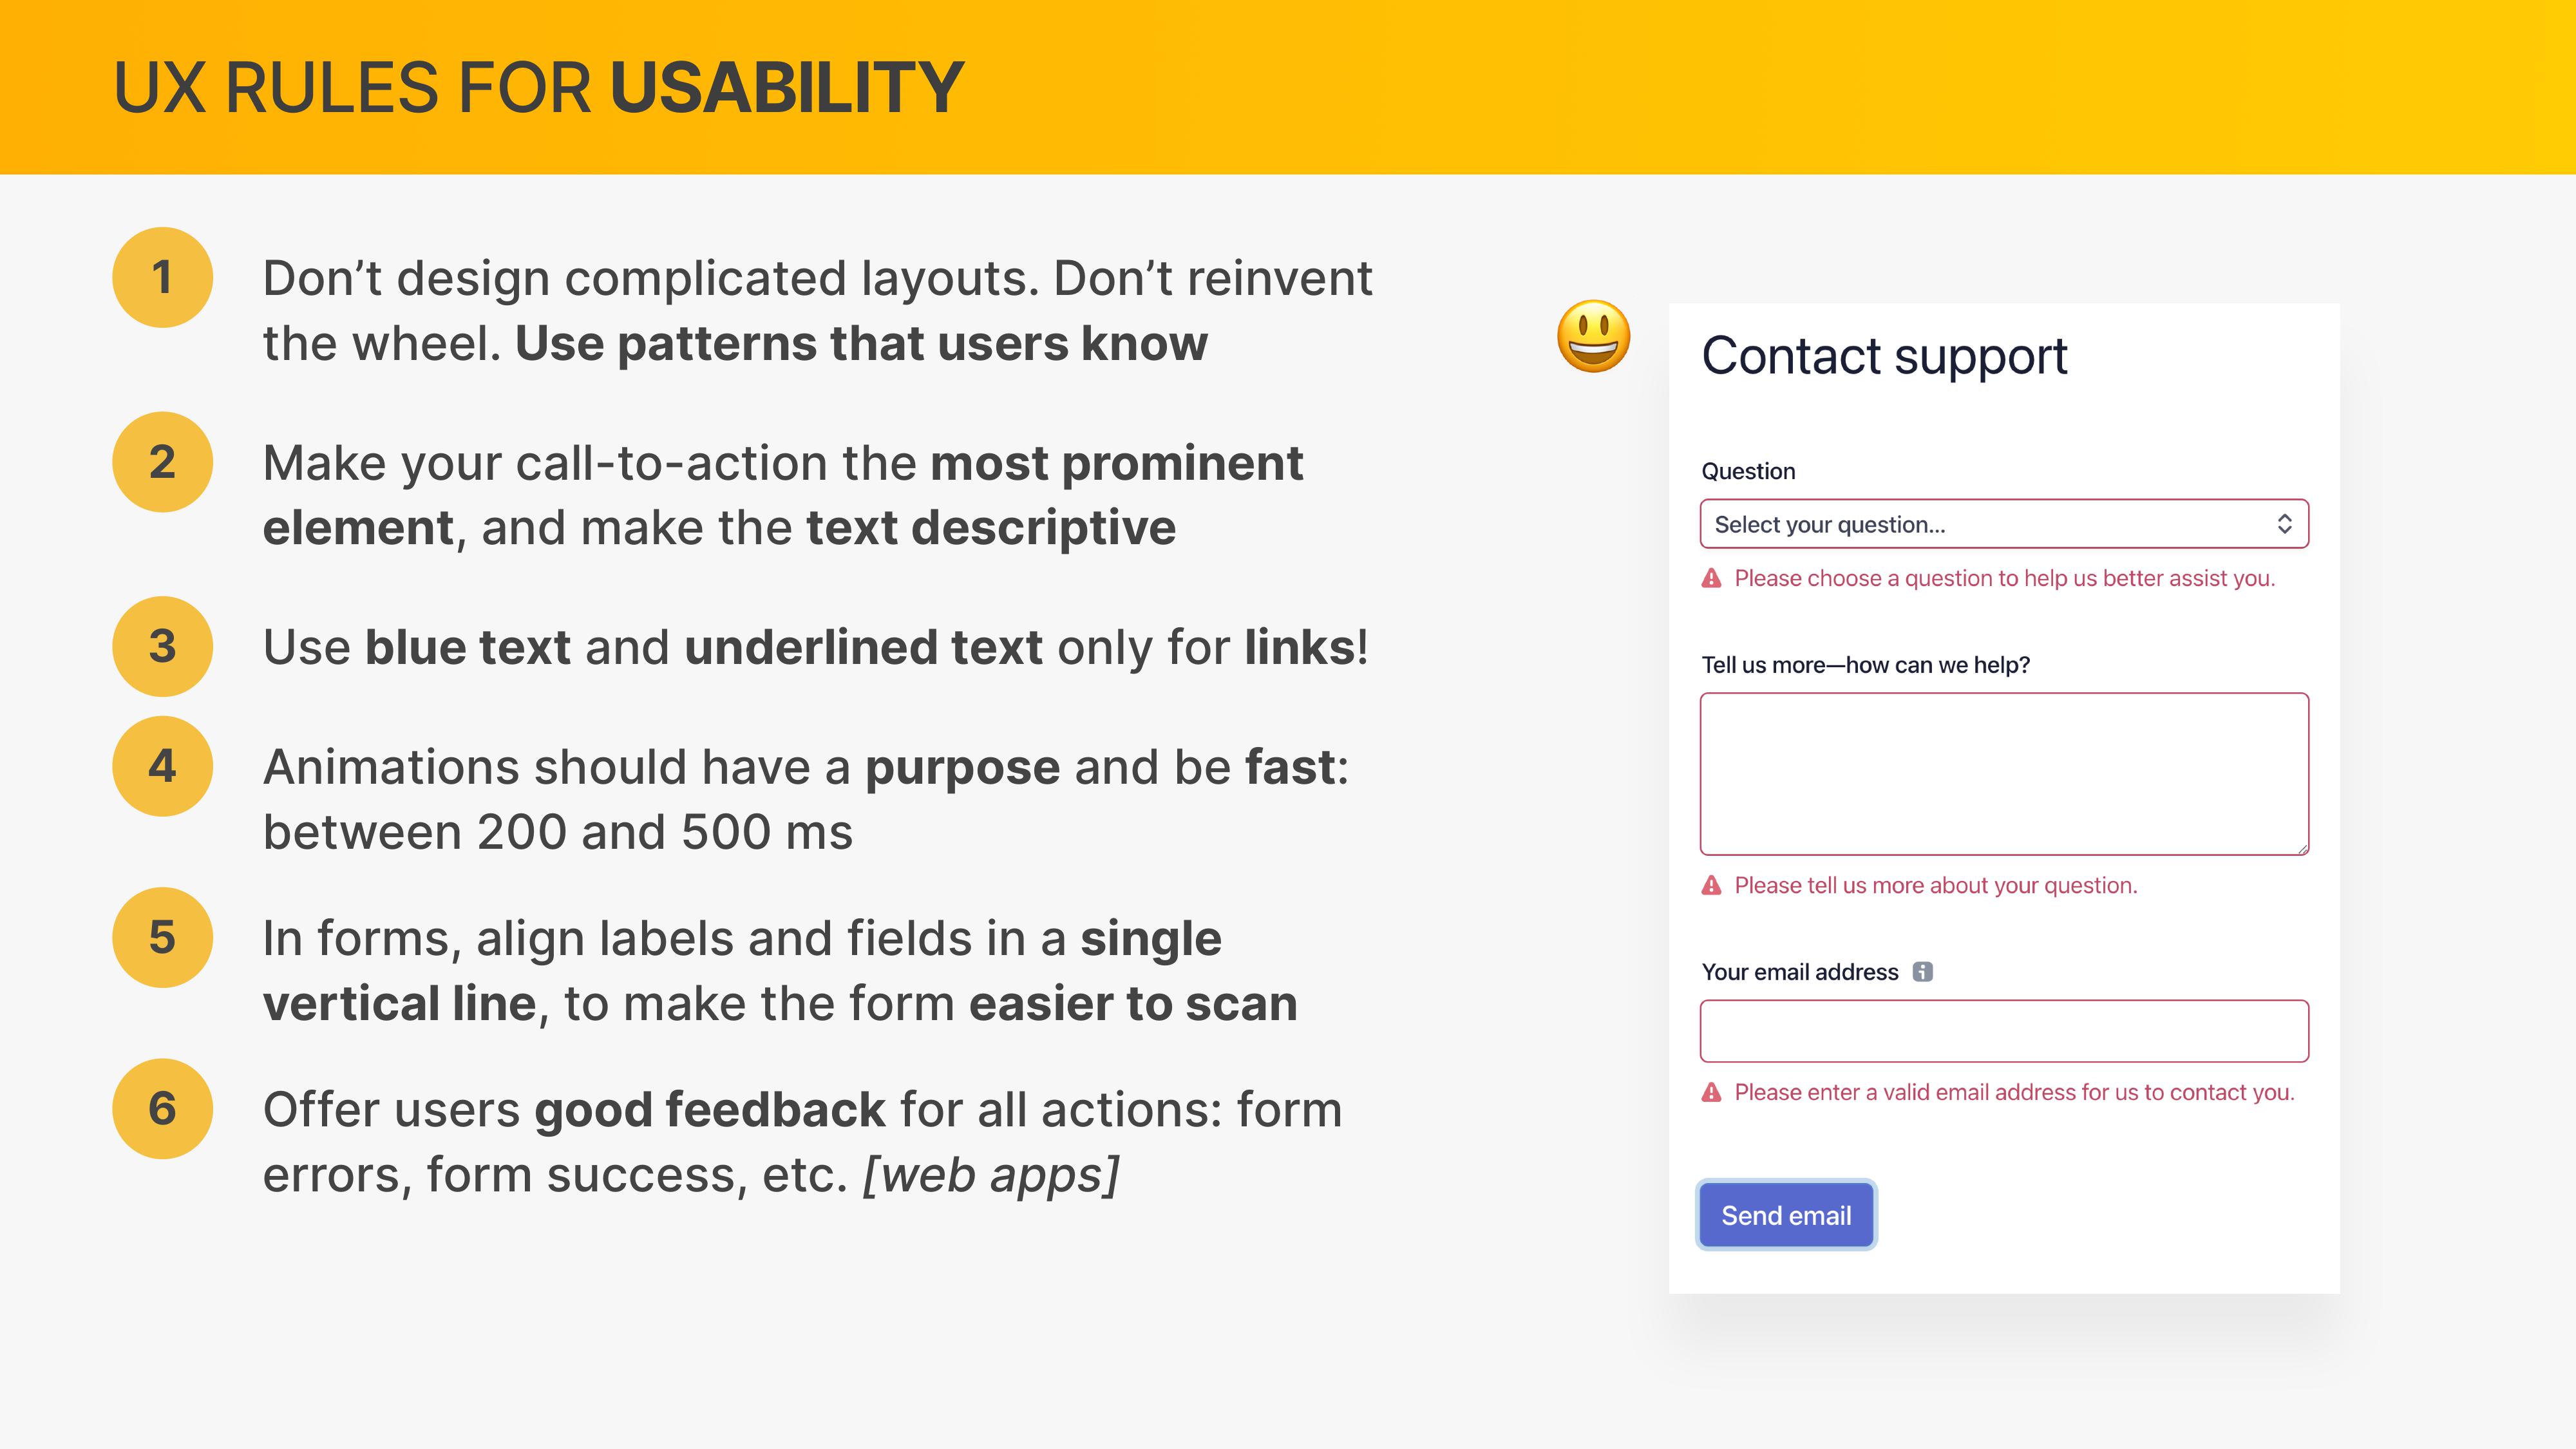 UX RULES FOR USABILITY
1
Don’t design complicated layouts. Don’t reinvent
the wheel. Use patterns that users know
2
Make your call-to-action the most prominent
element, and make the text descriptive
3
Use blue text and underlined text only for links!
4
Animations should have a purpose and be fast:
between 200 and 500 ms
5
In forms, align labels and fields in a single
vertical line, to make the form easier to scan
6
Offer users good feedback for all actions: form
errors, form success, etc. [web apps]
Contact support
Question
Select your question...
Please choose a question to help us better assist you.
Tell us more—how can we help?
Please tell us more about your question.
Your email address
Please enter a valid email address for us to contact you.
Send email